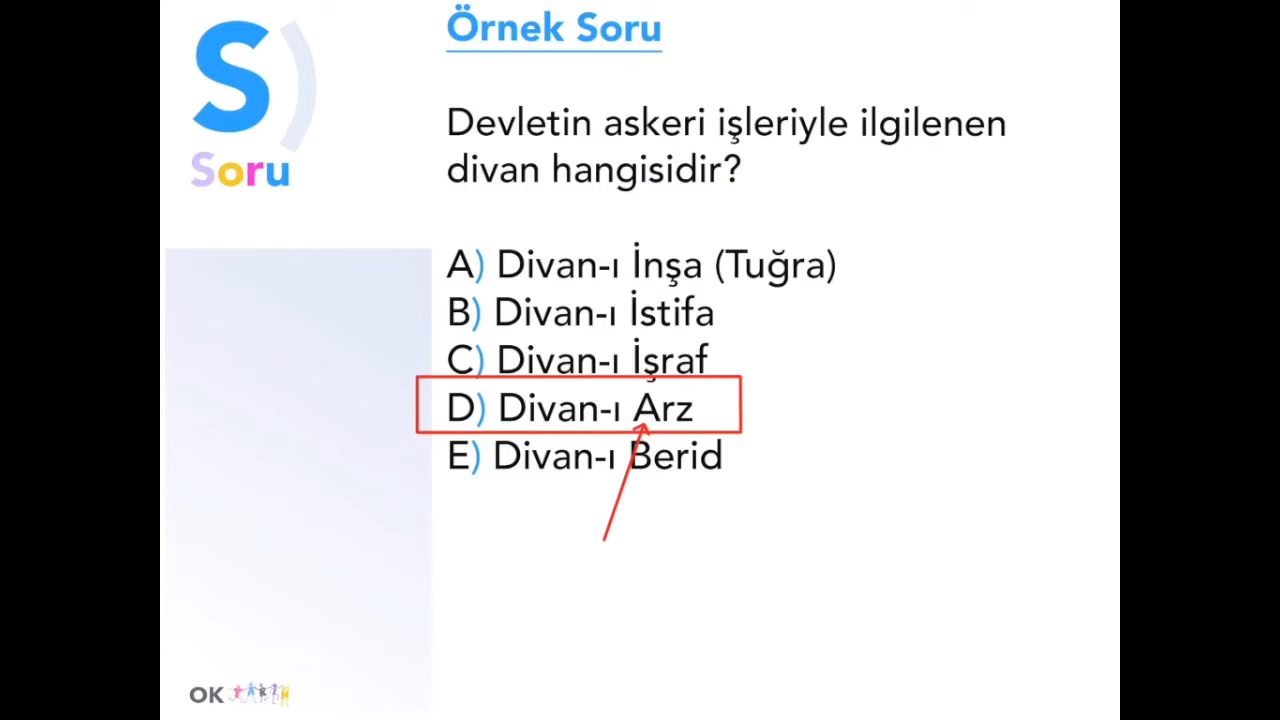 S)
Soru
Örnek Soru
Devletin askeri işleriyle ilgilenen
divan hangisidir?
A) Divan-ı İnşa (Tuğra)
B) Divan-ı İstifa
C) Divan-ı İşraf
D) Divan-ı Arz
E) Divan-ı Berid
OK TARİH